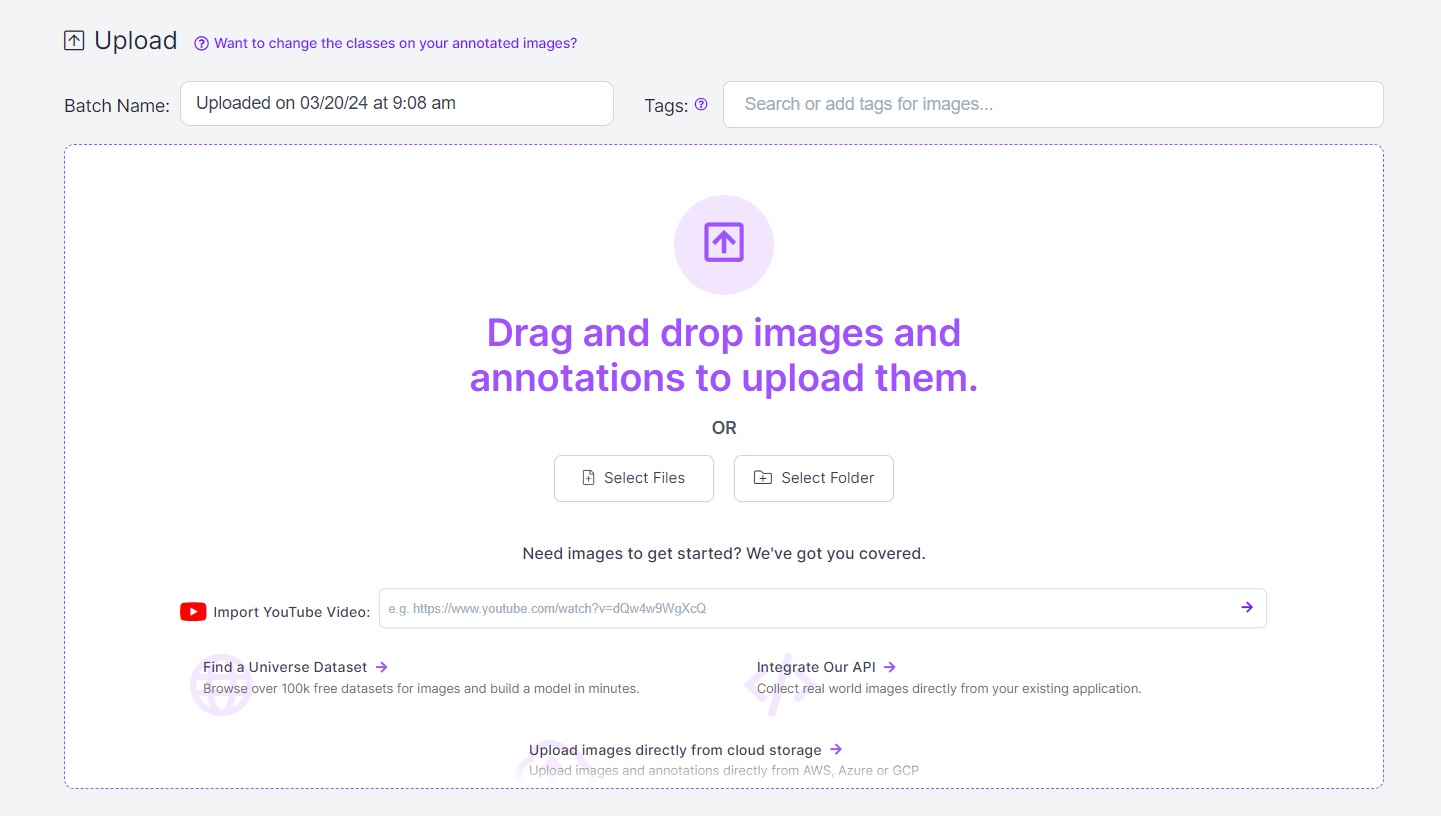 Upload
Want to change the classes on your annotated images?
Batch Name: Uploaded on 03/20/24 at 9:08 am
Tags: Search or add tags for images...
Drag and drop images and
annotations to upload them.
OR
Select Files
Select Folder
Need images to get started? We've got you covered.
Import YouTube Video: e.g. https://www.youtube.com/watch?v=dQw4w9WgXcQ
Find a Universe Dataset
Browse over 100k free datasets for images and build a model in minutes.
Integrate Our API
Collect real world images directly from your existing application.
Upload images directly from cloud storage
Upload images and annotations directly from AWS, Azure or GCP